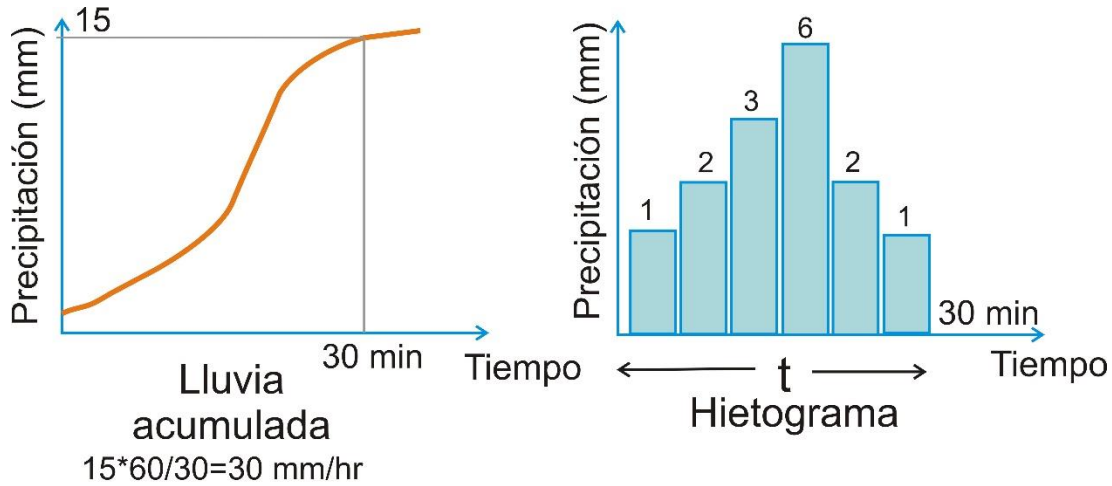 15
Precipitación (mm)
30 min
Tiempo
Lluvia
acumulada
15*60/30=30 mm/hr
Precipitación (mm)
1
2
3
6
2
1
30 min
Tiempo
t
Hietograma